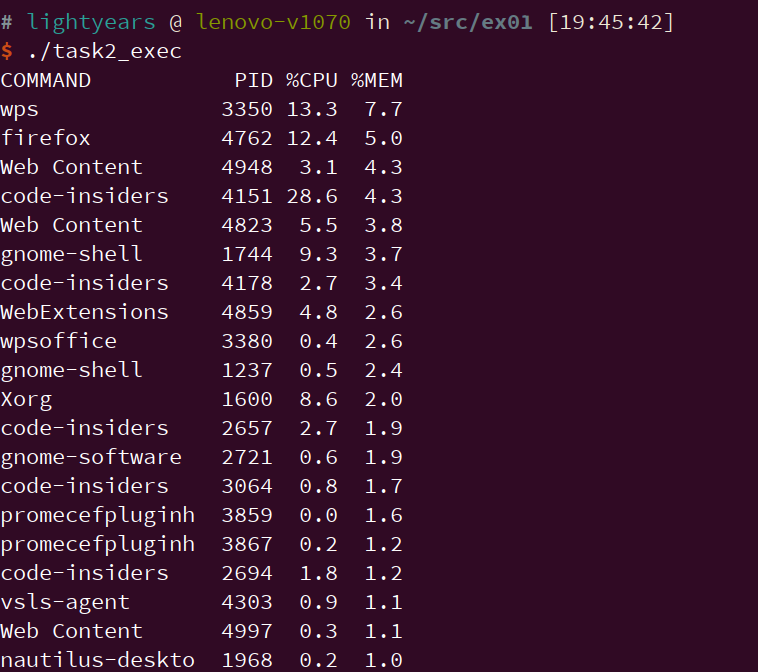 # lightyears @ lenovo-v1070 in ~/src/ex01 [19:45:42]
$ ./task2_exec
COMMAND           PID %CPU %MEM
wps              3350 13.3  7.7
firefox          4762 12.4  5.0
Web Content      4948  3.1  4.3
code-insiders    4151 28.6  4.3
Web Content      4823  5.5  3.8
gnome-shell      1744  9.3  3.7
code-insiders    4178  2.7  3.4
WebExtensions    4859  4.8  2.6
wpsoffice        3380  0.4  2.6
gnome-shell      1237  0.5  2.4
Xorg             1600  8.6  2.0
code-insiders    2657  2.7  1.9
gnome-software   2721  0.6  1.9
code-insiders    3064  0.8  1.7
promecefpluginh  3859  0.0  1.6
promecefpluginh  3867  0.2  1.2
code-insiders    2694  1.8  1.2
vsls-agent       4303  0.9  1.1
Web Content      4997  0.3  1.1
nautilus-deskto  1968  0.2  1.0